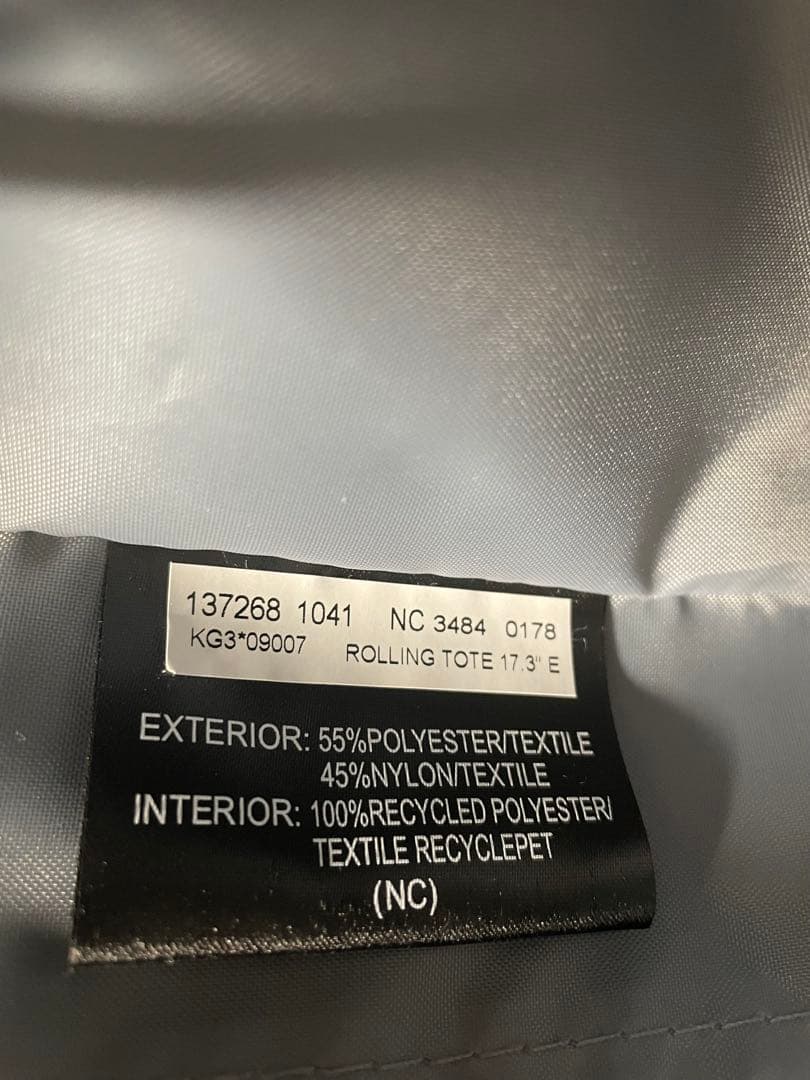 137268 1041 NC 3484 0178
KG3*09007 ROLLING TOTE 17.3" E
EXTERIOR: 55%POLYESTER/TEXTILE
45%NYLON/TEXTILE
INTERIOR: 100%RECYCLED POLYESTER/
TEXTILE RECYCLEPET
(NC)